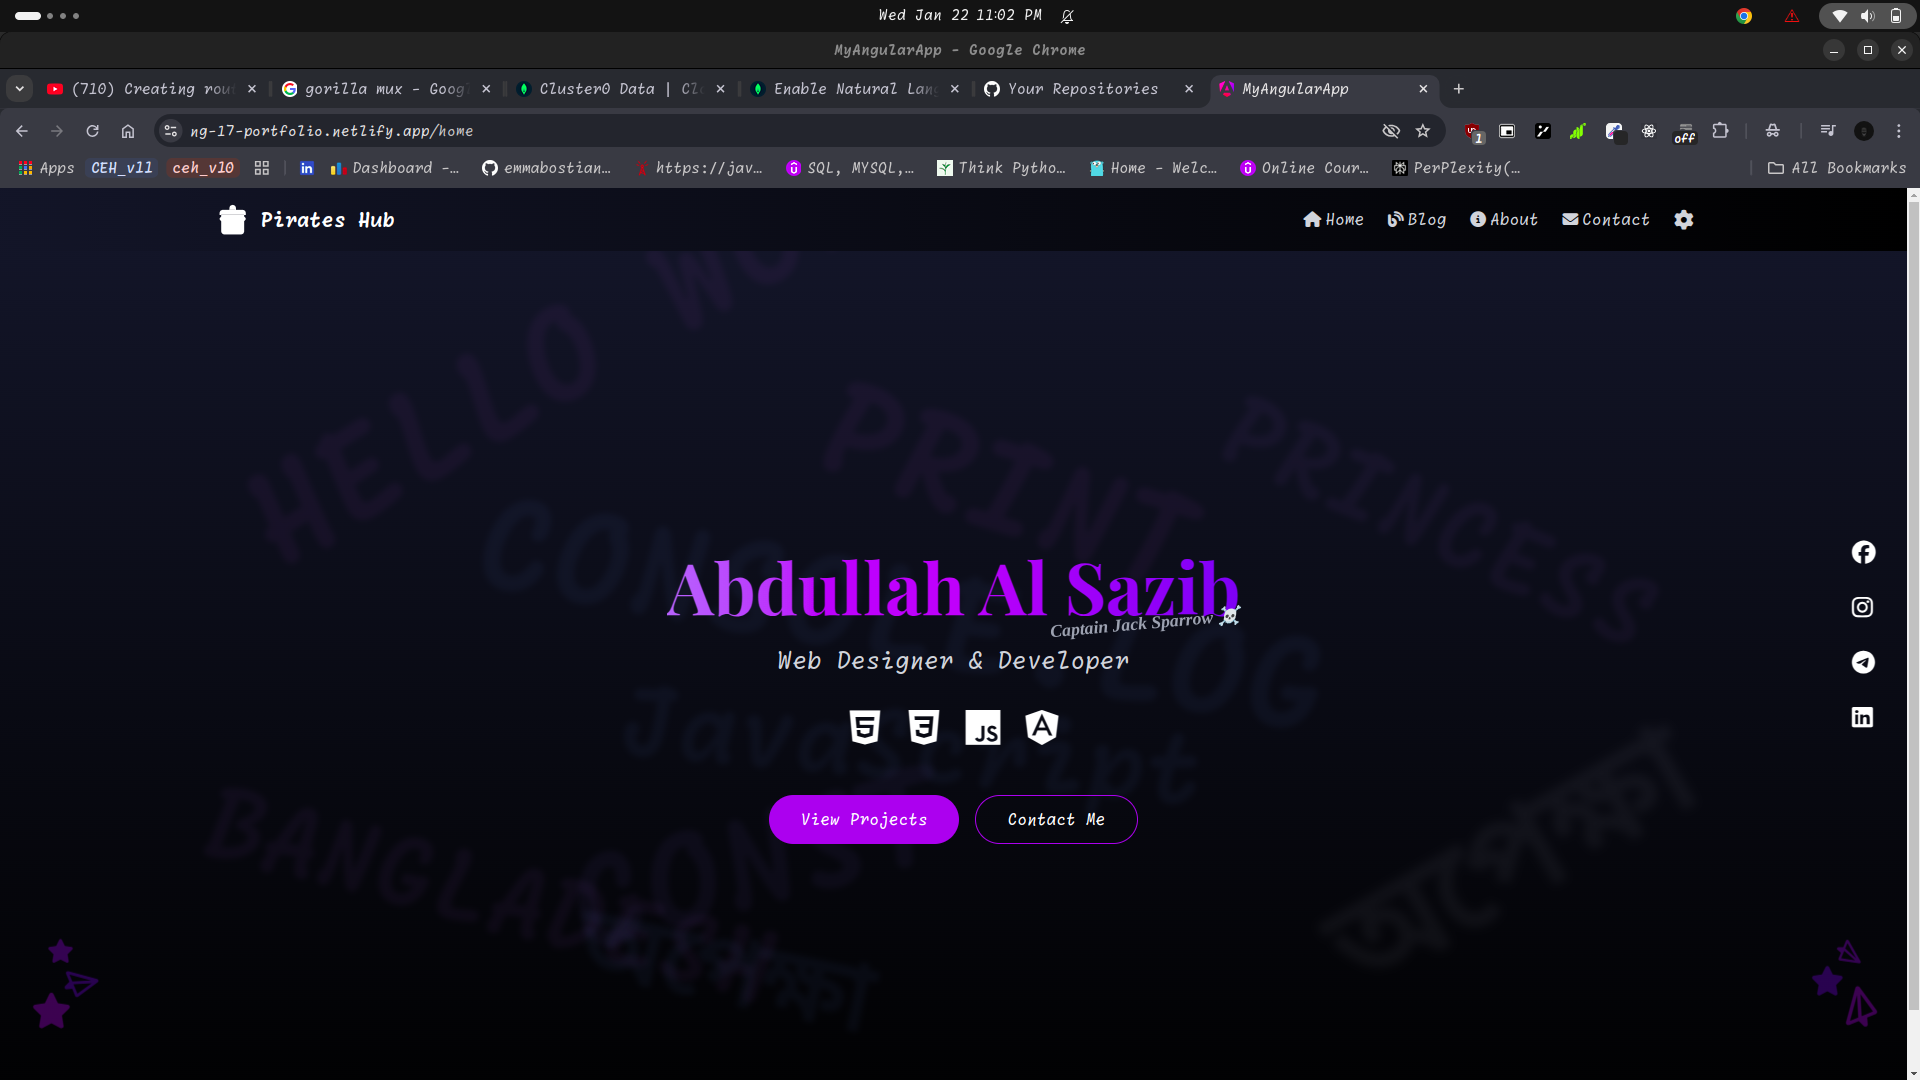 Wed Jan 22 11:02 PM
MyAngularApp - Google Chrome
(710) Creating rou
gorilla mux - Goog
Cluster0 Data | Cl
Enable Natural Lan
Your Repositories
MyAngularApp
ng-17-portfolio.netlify.app/home
1
off
Apps
CEH_v11
ceh_v10
Dashboard -…
emmabostian…
https://jav…
SQL, MYSQL,…
Think Pytho…
Home - Welc…
Online Cour…
PerPlexity(…
All Bookmarks
Pirates Hub
Home
Blog
About
Contact
HELLO WO
PRINT
PRINCESS
CONSOLE.LOG
Abdullah Al Sazib
Captain Jack Sparrow ☠️
Web Designer & Developer
JavaScript
JS
View Projects
Contact Me
CONST
অপেক্ষা
অপেক্ষা